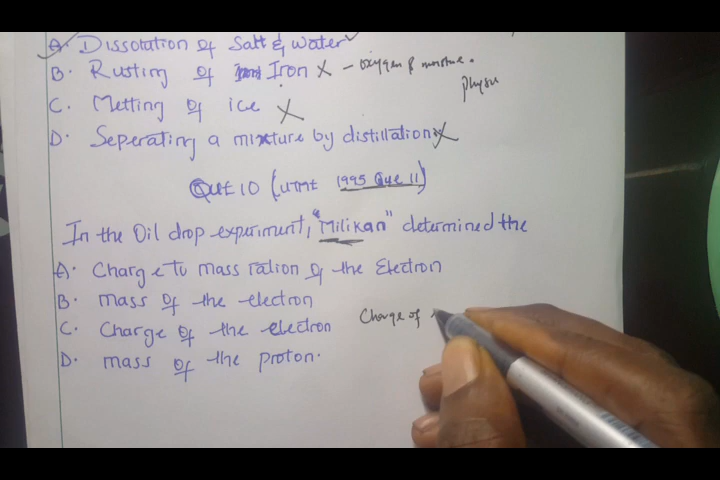 A. Dissolution of Salt & Water
B. Rusting of Iron X - oxygen & moisture.
C. Melting of ice X
D. Seperating a mixture by distillation X
QUE 10 (UTME 1995 Que 11)
In the Oil drop experiment, "Milikan" determined the
A. Charge to mass ration of the Electron
B. mass of the electron
C. Charge of the electron Charge of
D. mass of the proton.